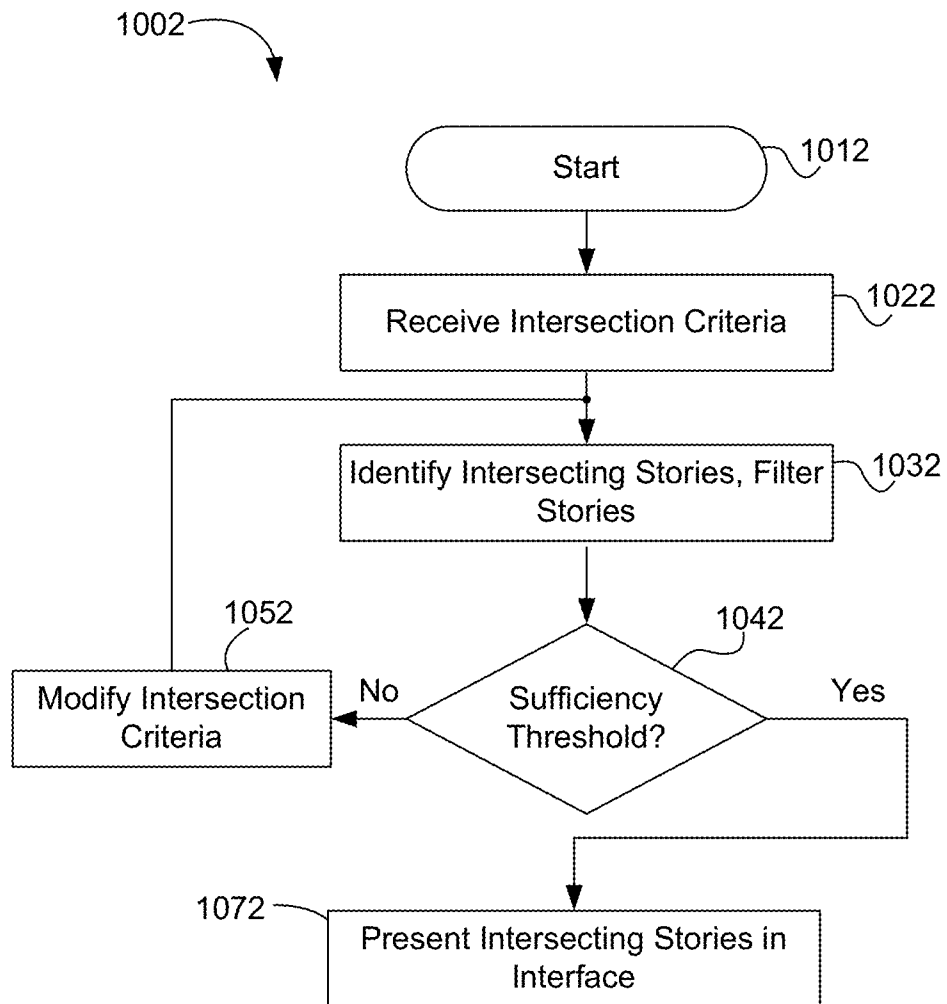 1002
Start
1012
Receive Intersection Criteria
1022
Identify Intersecting Stories, Filter
Stories
1032
1052
1042
Modify Intersection
Criteria
No
Sufficiency
Threshold?
Yes
1072
Present Intersecting Stories in
Interface